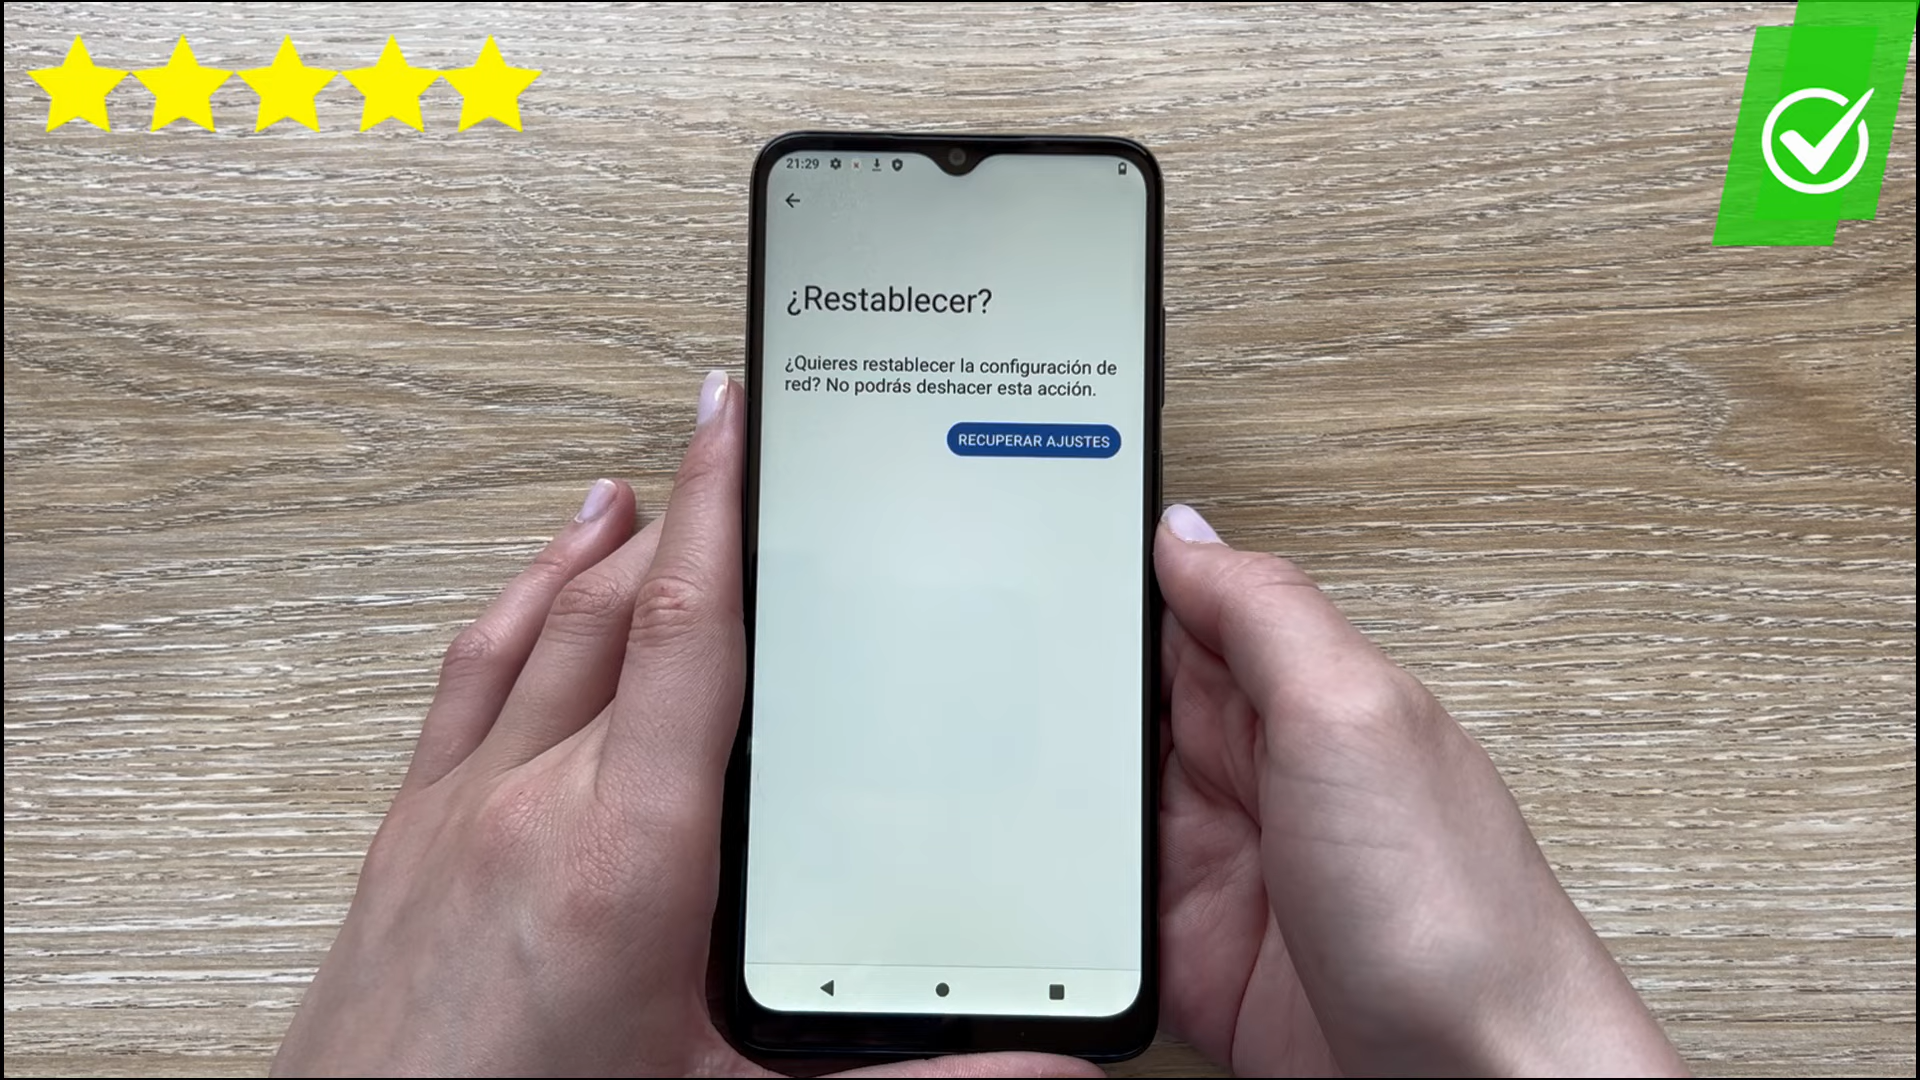 21:29
¿Restablecer?
¿Quieres restablecer la configuración de
red? No podrás deshacer esta acción.
RECUPERAR AJUSTES